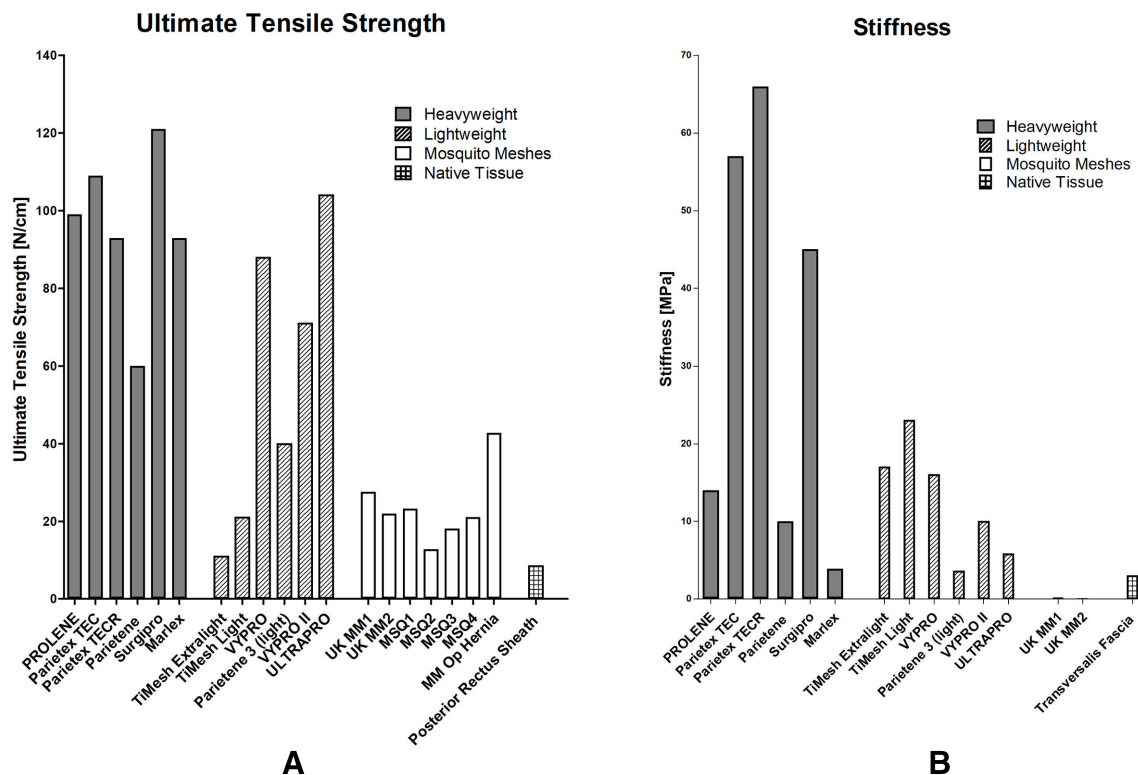 Ultimate Tensile Strength
Ultimate Tensile Strength [N/cm]
140
120
100
80
60
40
20
0
Heavyweight
Lightweight
Mosquito Meshes
Native Tissue
PROLENE
Parietex TEC
Parietex TECR
Parietene
Surgipro
Marlex
TiMesh Extralight
TiMesh Light
VYPRO
Parietene 3 (light)
VYPRO II
ULTRAPRO
UK MM1
UK MM2
MSQ1
MSQ2
MSQ3
MSQ4
MM Op Hernia
Posterior Rectus Sheath
A
Stiffness
Stiffness [MPa]
70
60
50
40
30
20
10
0
Heavyweight
Lightweight
Mosquito Meshes
Native Tissue
PROLENE
Parietex TEC
Parietex TECR
Parietene
Surgipro
Marlex
TiMesh Extralight
TiMesh Light
VYPRO
Parietene 3 (light)
VYPRO II
ULTRAPRO
UK MM1
UK MM2
Transversalis Fascia
B